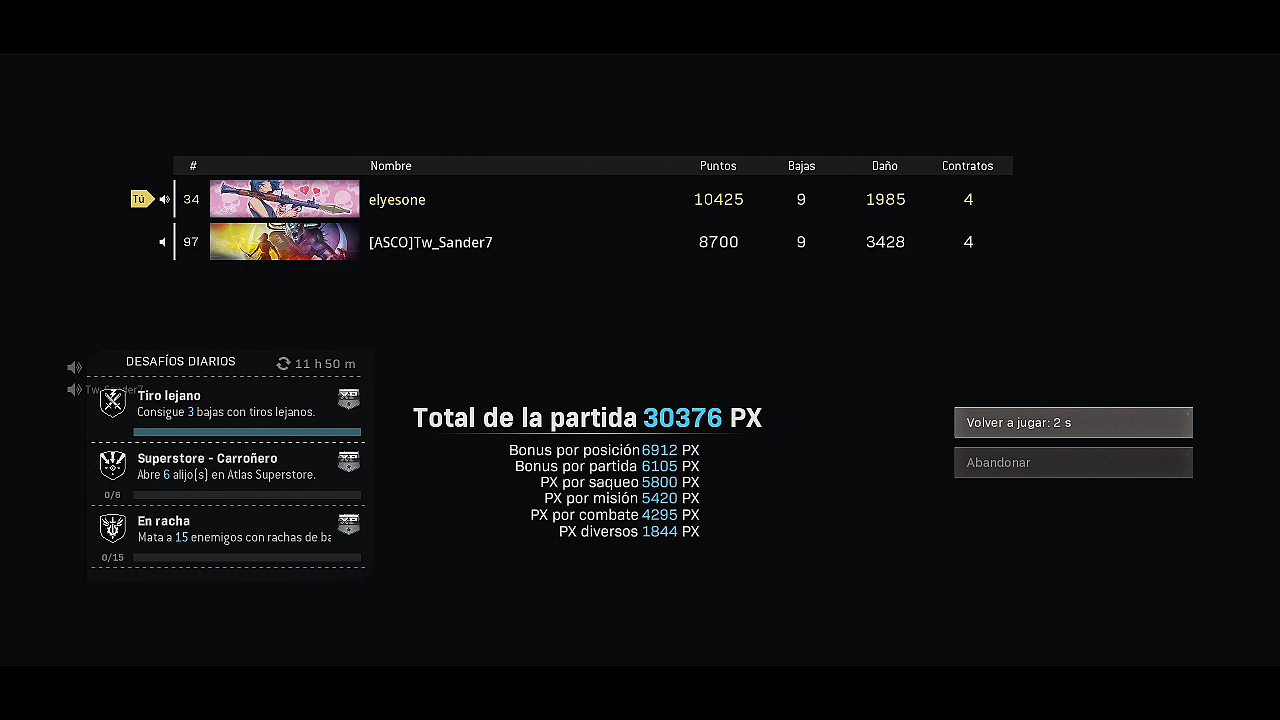 # Nombre Puntos Bajas Daño Contratos
Tú 34 elyesone 10425 9 1985 4
97 [ASCO]Tw_Sander7 8700 9 3428 4
DESAFÍOS DIARIOS 11 h 50 m
Tw_Sander7
Tiro lejano
Consigue 3 bajas con tiros lejanos.
Superstore - Carroñero
Abre 6 alijo(s) en Atlas Superstore.
0/6
En racha
Mata a 15 enemigos con rachas de ba
0/15
Total de la partida 30376 PX
Bonus por posición 6912 PX
Bonus por partida 6105 PX
PX por saqueo 5800 PX
PX por misión 5420 PX
PX por combate 4295 PX
PX diversos 1844 PX
Volver a jugar: 2 s
Abandonar